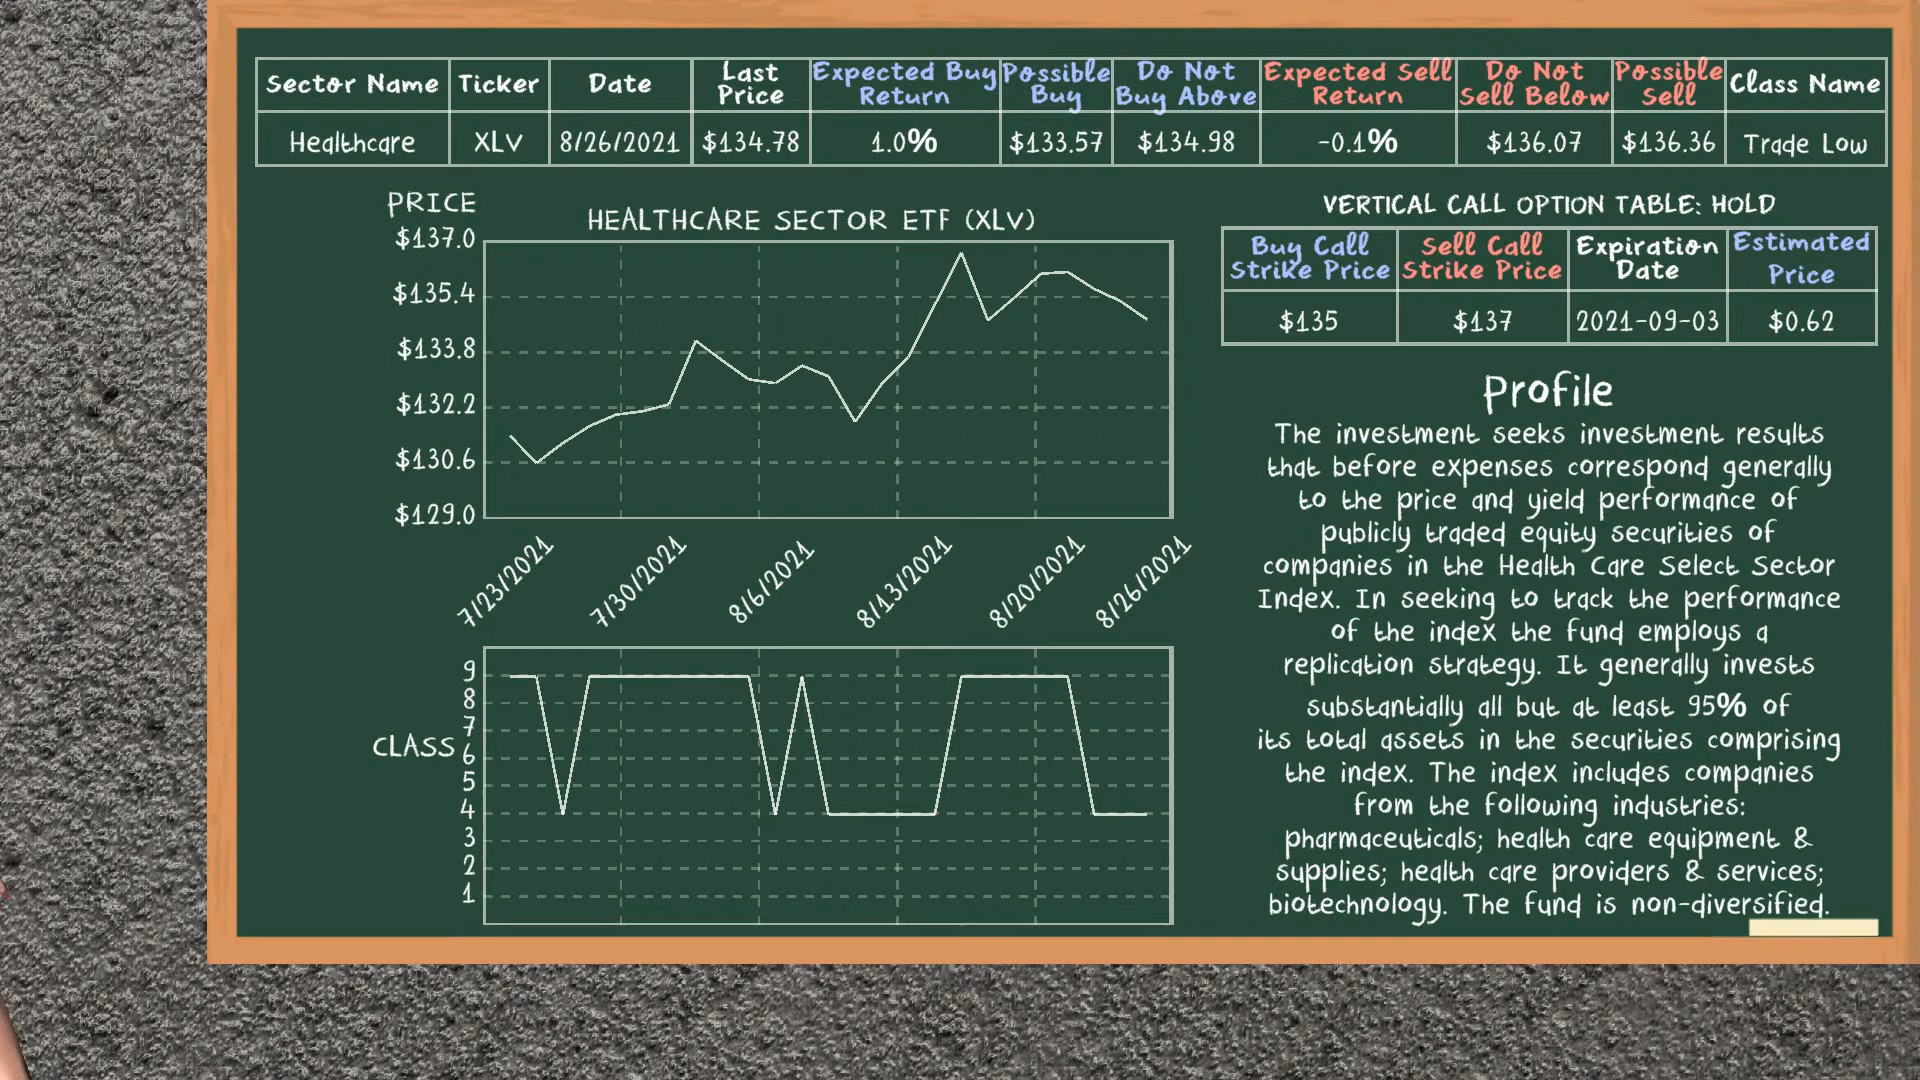 Sector Name Ticker Date Last Price Expected Buy Return Possible Buy Do Not Buy Above Expected Sell Return Do Not Sell Below Possible Sell Class Name
Healthcare XLV 8/26/2021 $134.78 1.0% $133.57 $134.98 -0.1% $136.07 $136.36 Trade Low
PRICE
HEALTHCARE SECTOR ETF (XLV)
$137.0
$135.4
$133.8
$132.2
$130.6
$129.0
7/23/2021 7/30/2021 8/6/2021 8/13/2021 8/20/2021 8/26/2021
CLASS
9
8
7
6
5
4
3
2
1
VERTICAL CALL OPTION TABLE: HOLD
Buy Call Strike Price Sell Call Strike Price Expiration Date Estimated Price
$135 $137 2021-09-03 $0.62
Profile
The investment seeks investment results
that before expenses correspond generally
to the price and yield performance of
publicly traded equity securities of
companies in the Health Care Select Sector
Index. In seeking to track the performance
of the index the fund employs a
replication strategy. It generally invests
substantially all but at least 95% of
its total assets in the securities comprising
the index. The index includes companies
from the following industries:
pharmaceuticals; health care equipment &
supplies; health care providers & services;
biotechnology. The fund is non-diversified.